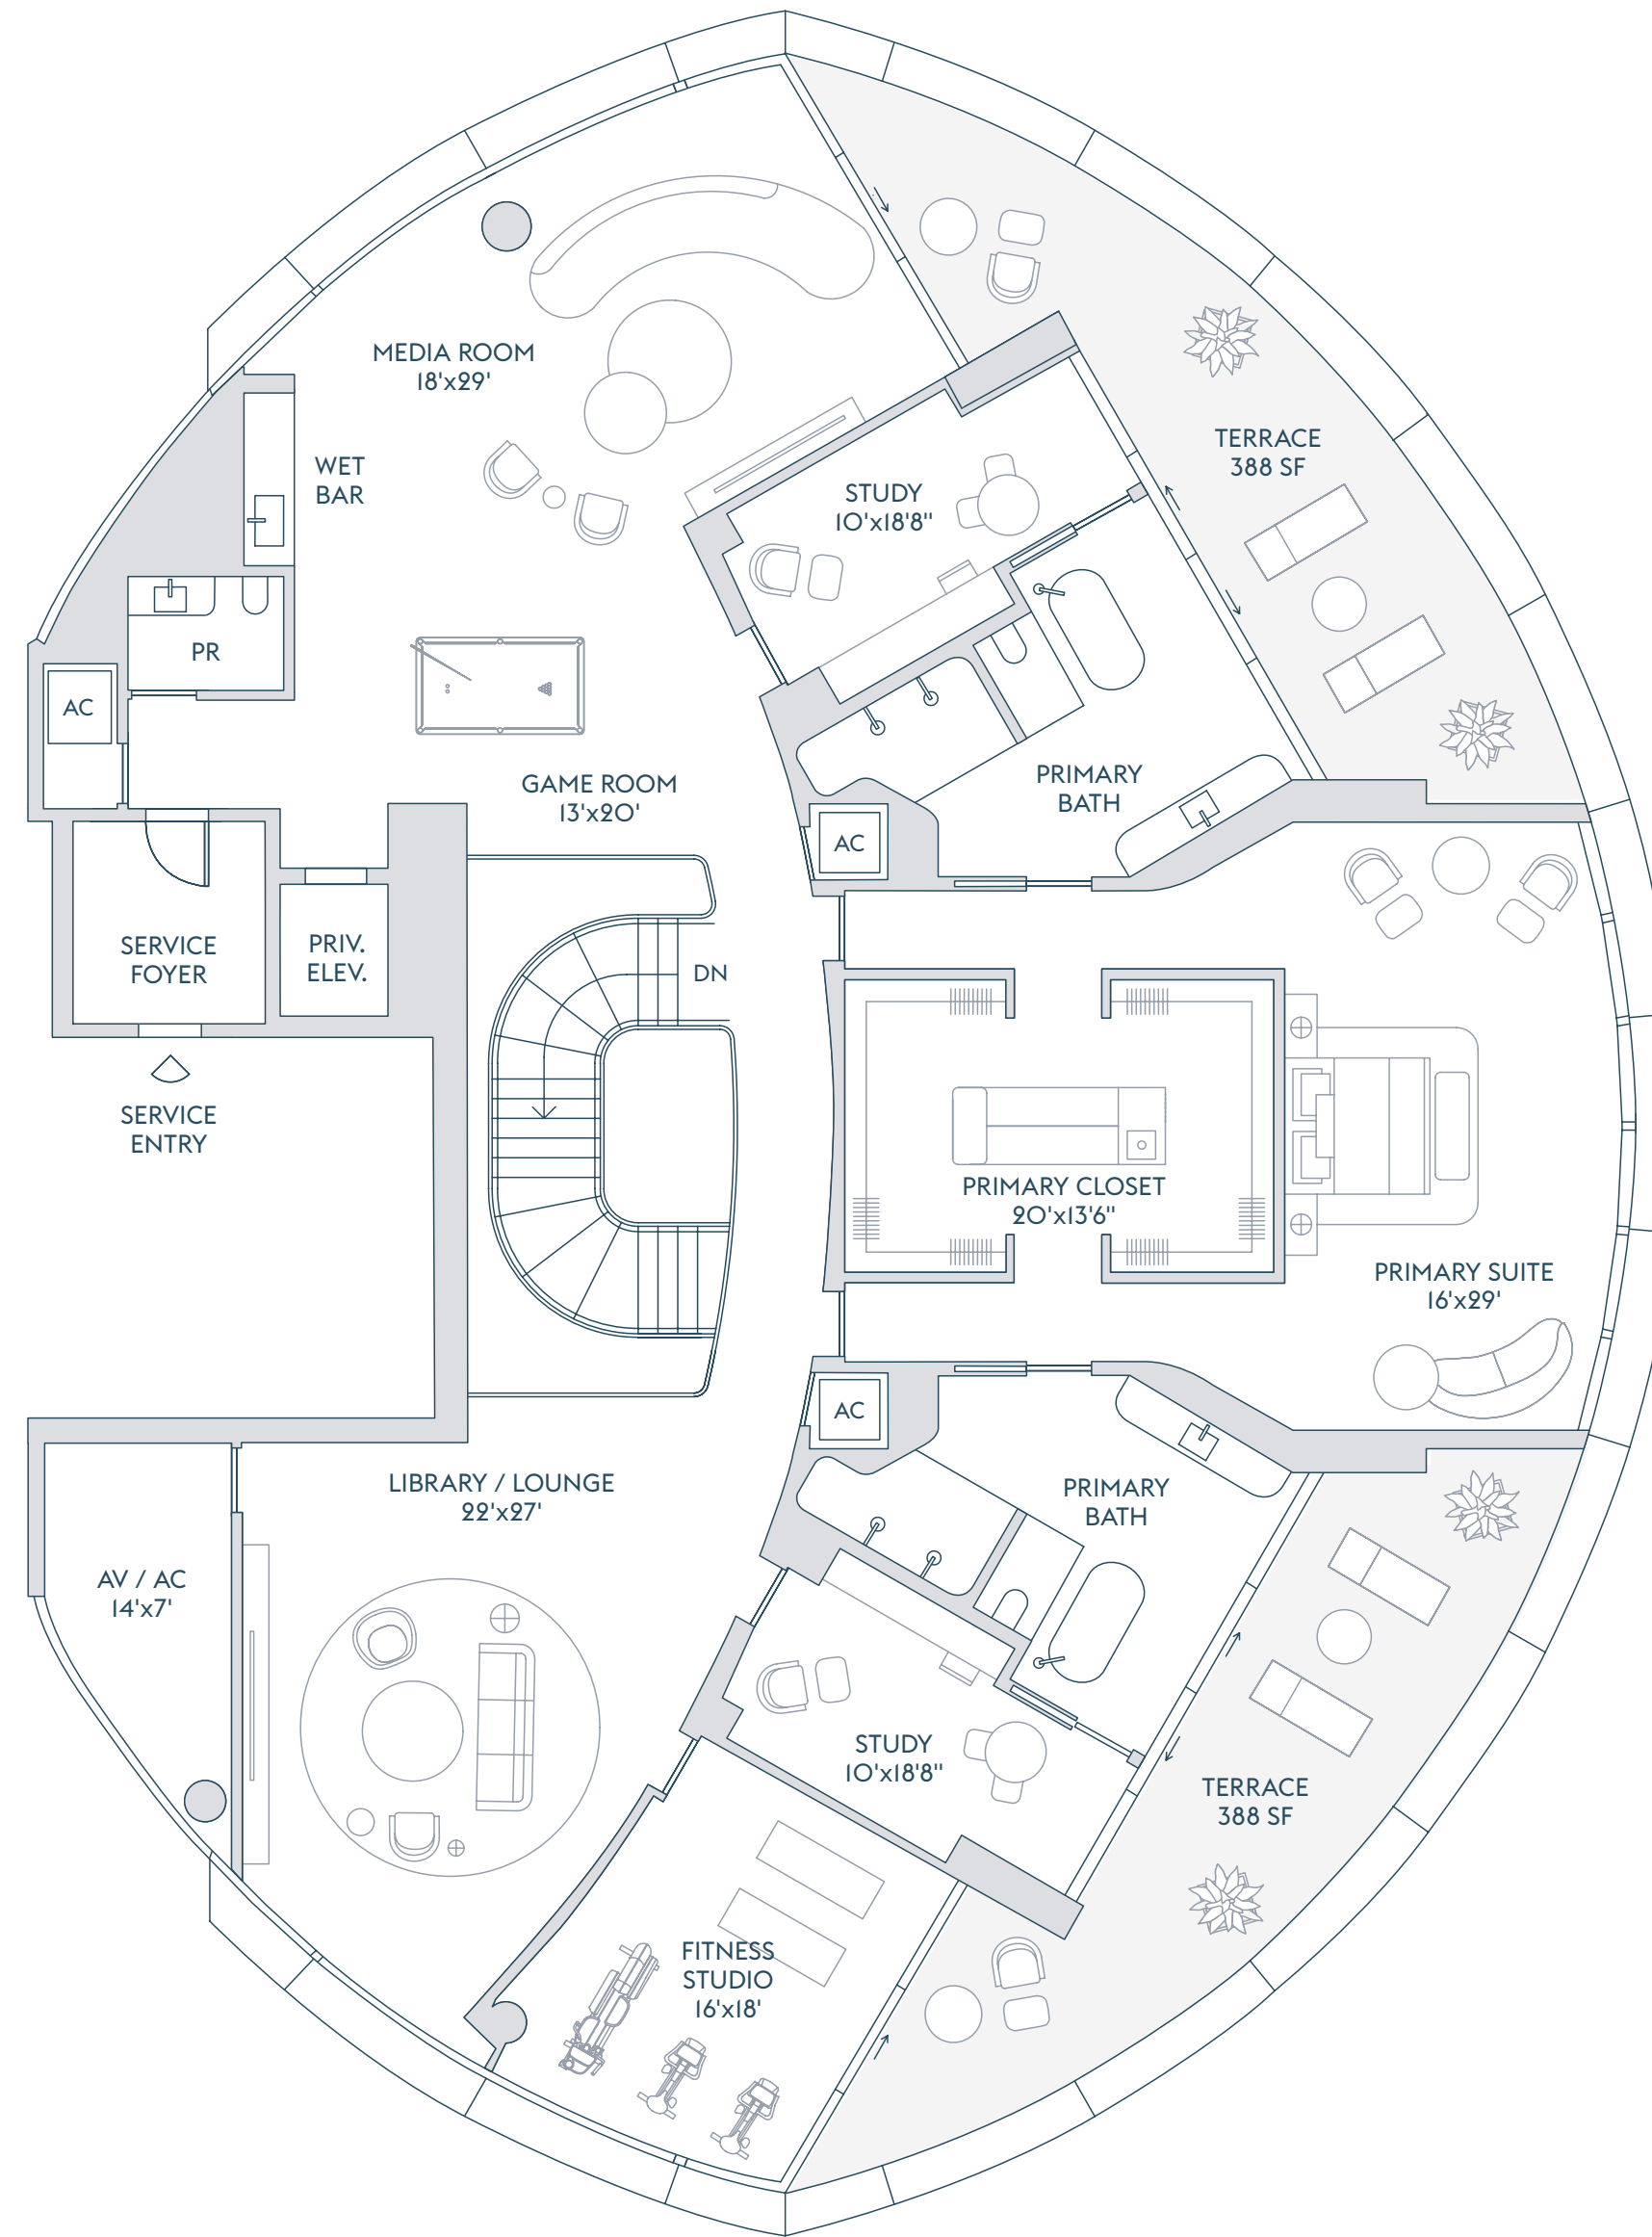 MEDIA ROOM
18'x29'
WET
BAR
STUDY
10'x18'8"
TERRACE
388 SF
PR
AC
GAME ROOM
13'x20'
PRIMARY
BATH
AC
SERVICE
FOYER
PRIV.
ELEV.
DN
SERVICE
ENTRY
PRIMARY CLOSET
20'x13'6"
PRIMARY SUITE
16'x29'
AC
LIBRARY / LOUNGE
22'x27'
PRIMARY
BATH
AV / AC
14'x7'
STUDY
10'x18'8"
TERRACE
388 SF
FITNESS
STUDIO
16'x18'